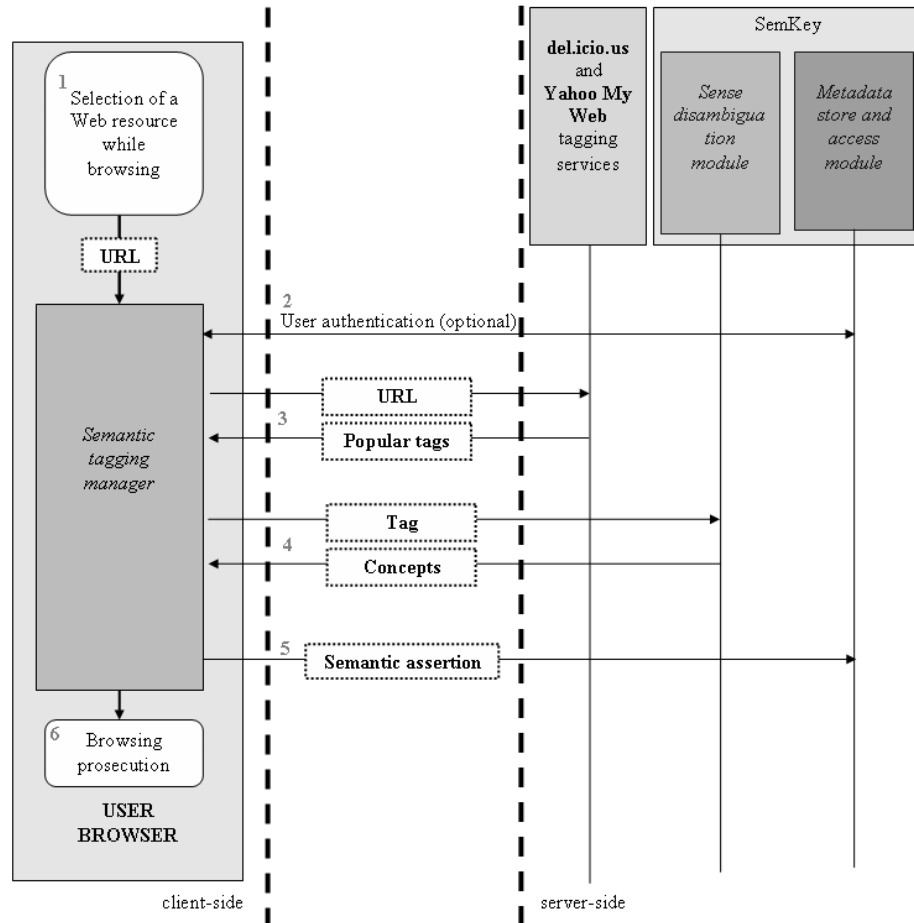 SemKey
del.icio.us
and
Yahoo My
Web
tagging
services
Sense
disambigua
tion
module
Metadata
store and
access
module
1
Selection of a
Web resource
while
browsing
URL
2
User authentication (optional)
URL
3
Popular tags
Semantic
tagging
manager
Tag
4
Concepts
5
Semantic assertion
6
Browsing
prosecution
USER
BROWSER
client-side
server-side